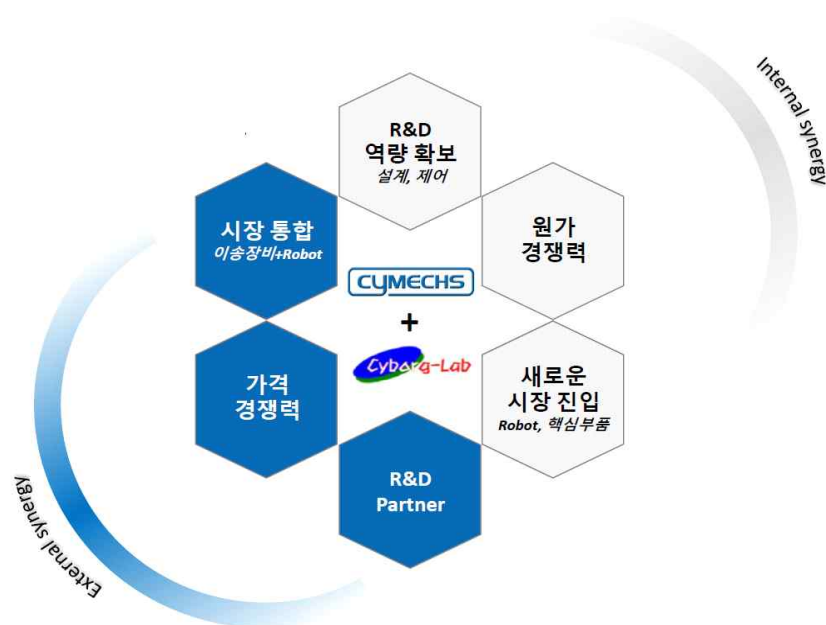 Internal synergy
R&D
역량 확보
설계, 제어
시장 통합
이송장비+Robot
원가
경쟁력
CYMECHS
+
Cyborg-Lab
가격
경쟁력
새로운
시장 진입
Robot, 핵심부품
R&D
Partner
External synergy